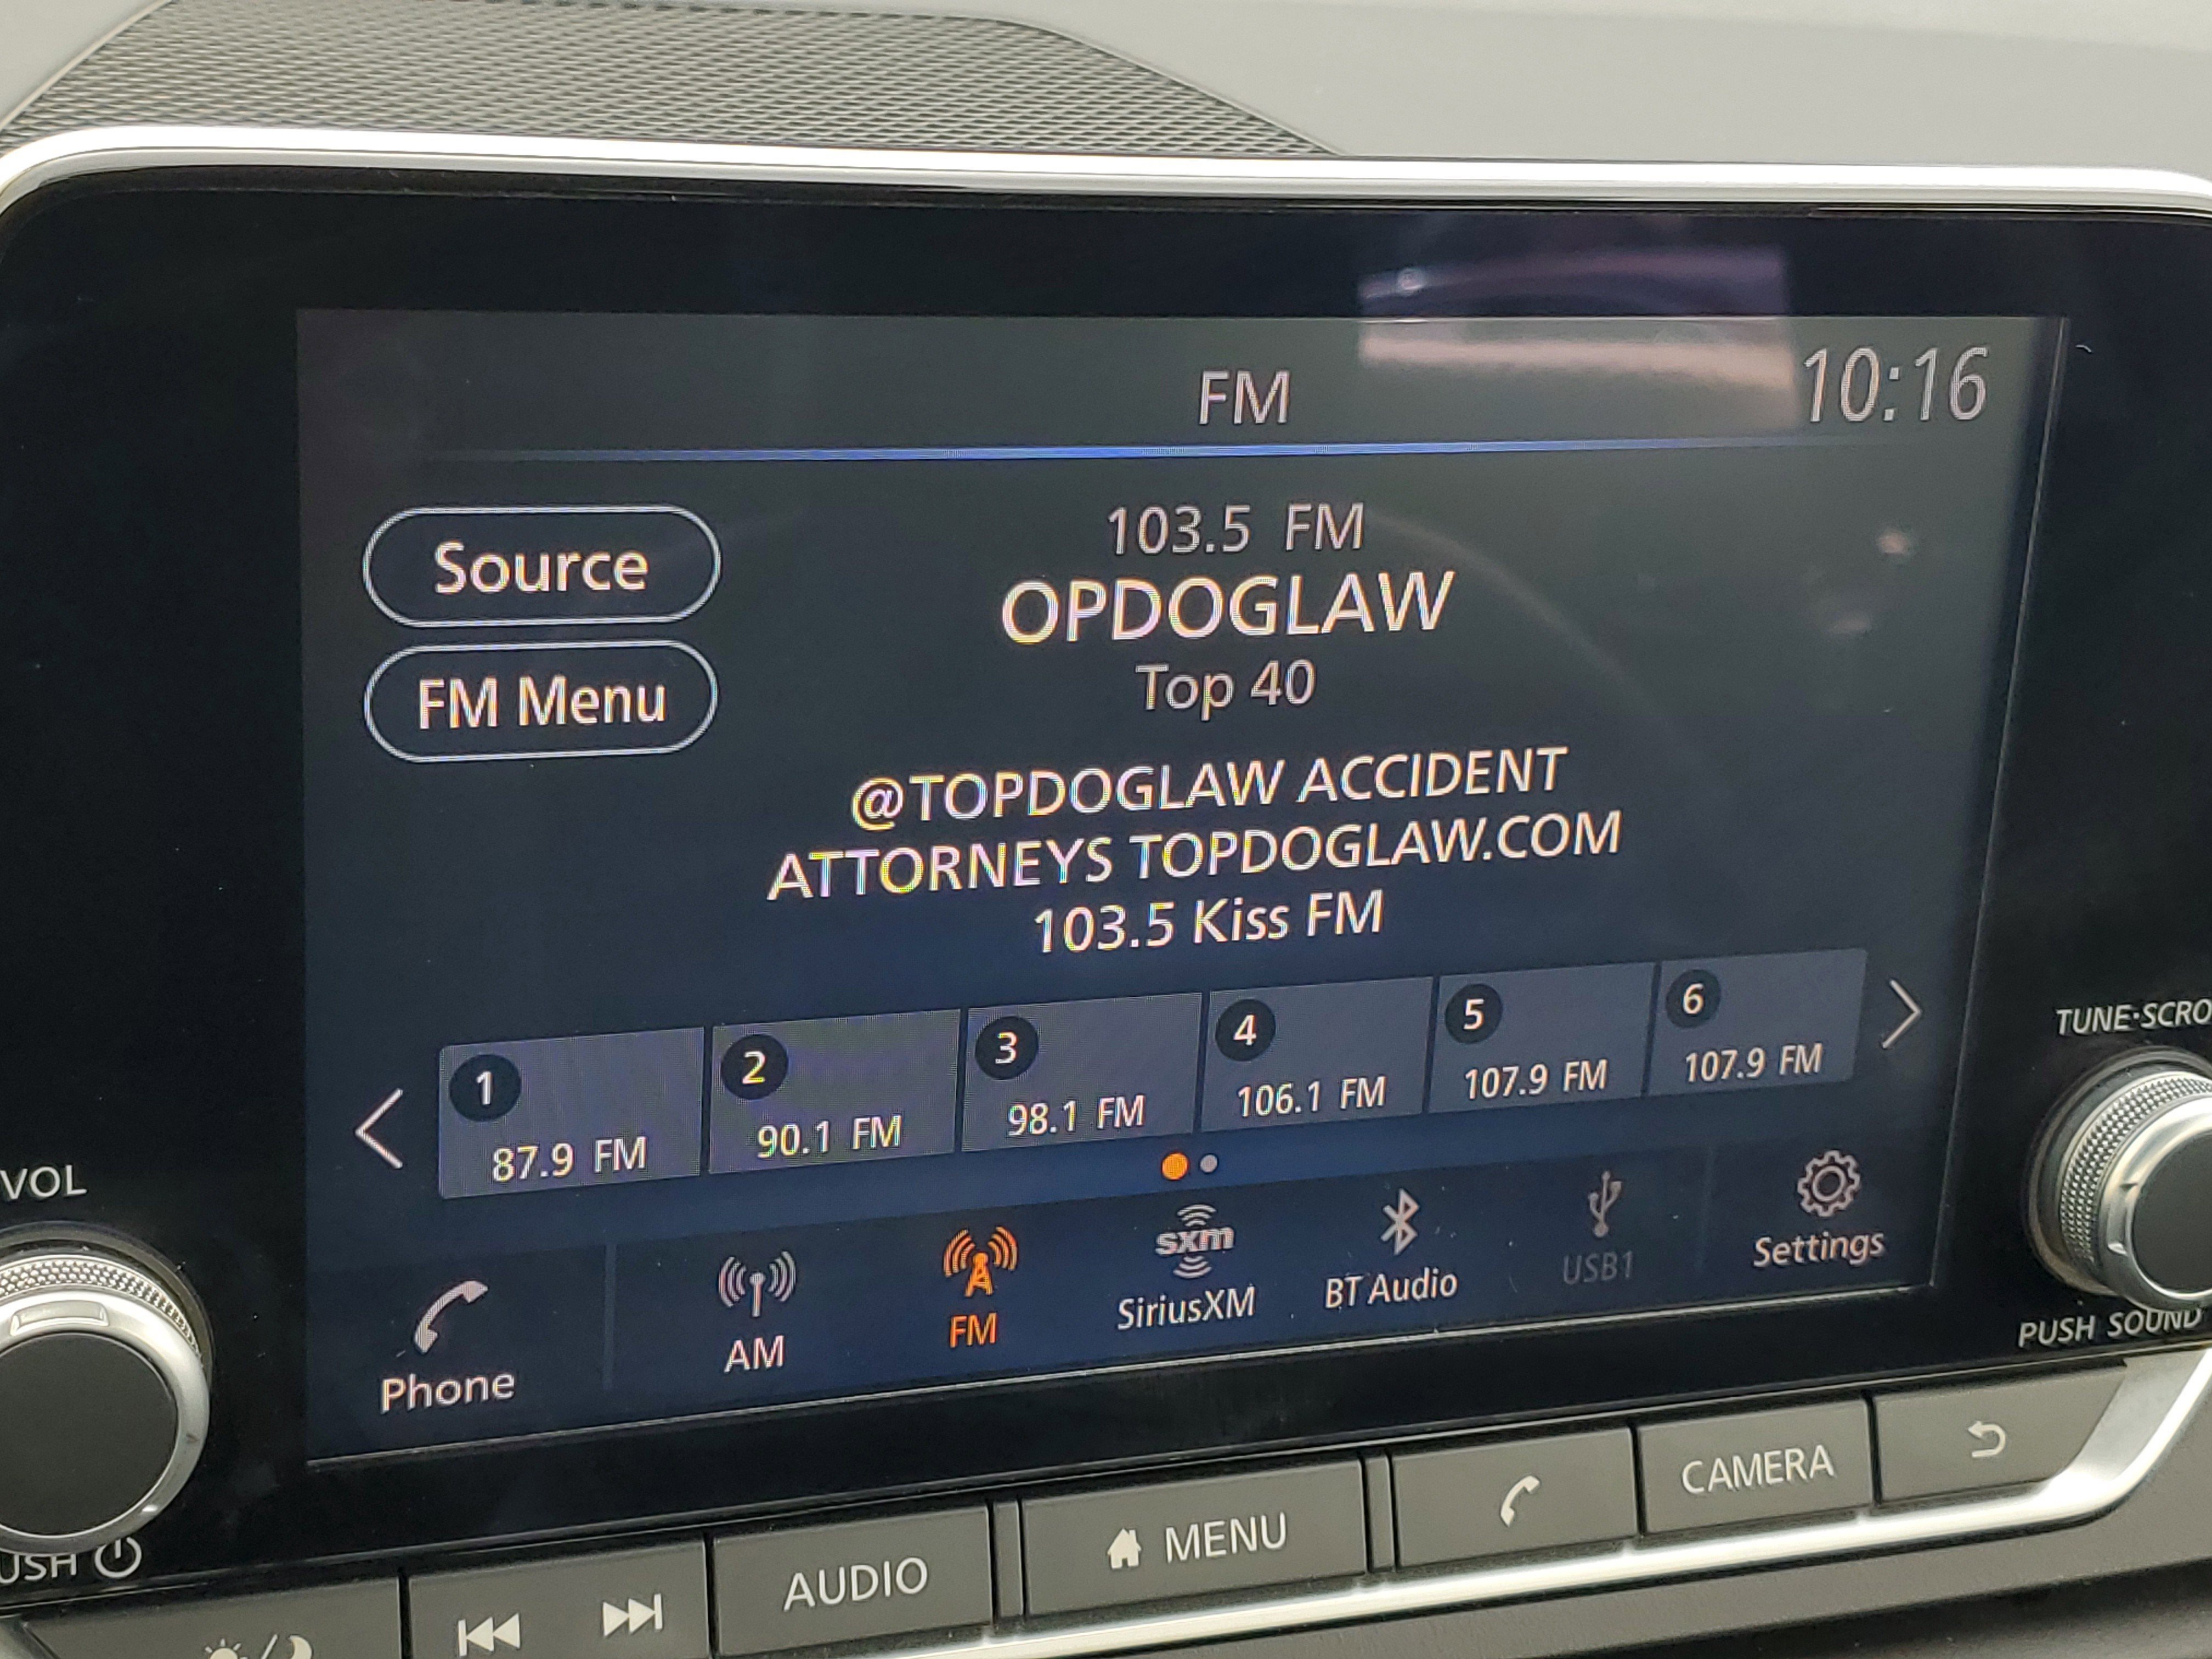 FM
10:16
Source
FM Menu
103.5 FM
OPDOGLAW
Top 40
@TOPDOGLAW ACCIDENT
ATTORNEYS TOPDOGLAW.COM
103.5 Kiss FM
1
87.9 FM
2
90.1 FM
3
98.1 FM
4
106.1 FM
5
107.9 FM
6
107.9 FM
Phone
AM
FM
sxm
SiriusXM
BT Audio
USB1
Settings
VOL
USH
TUNE·SCRO
PUSH SOUND
AUDIO
MENU
CAMERA